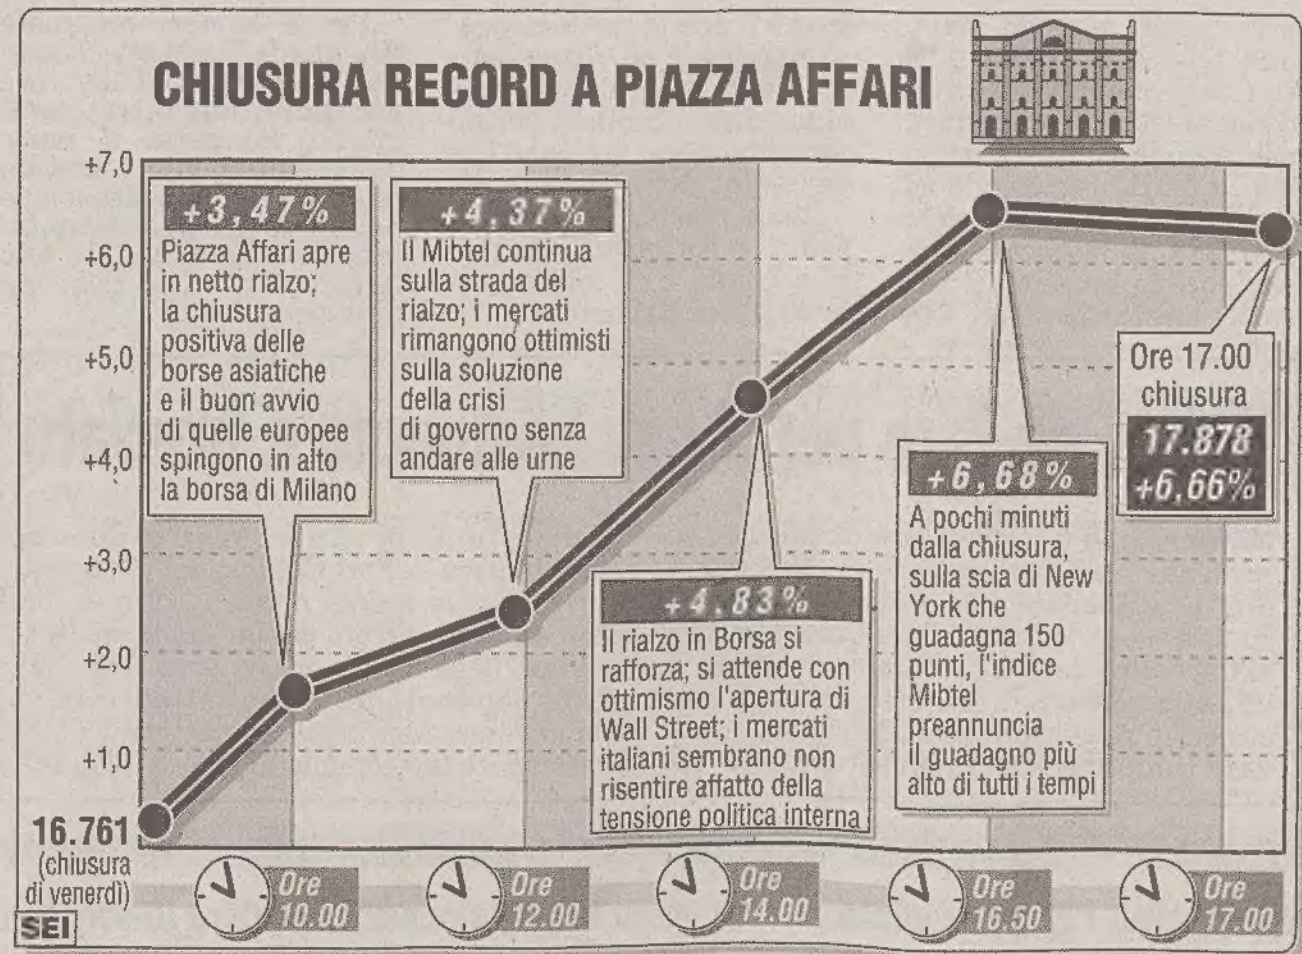 CHIUSURA RECORD A PIAZZA AFFARI
+7,0
+6,0
+5,0
+4,0
+3,0
+2,0
+1,0
16.761
(chiusura
di venerdì)
SEI
+3,47%
Piazza Affari apre
in netto rialzo;
la chiusura
positiva delle
borse asiatiche
e il buon avvio
di quelle europee
spingono in alto
la borsa di Milano
+4,37%
Il Mibtel continua
sulla strada del
rialzo; i mercati
rimangono ottimisti
sulla soluzione
della crisi
di governo senza
andare alle urne
+4.83%
Il rialzo in Borsa si
rafforza; si attende con
ottimismo l'apertura di
Wall Street; i mercati
italiani sembrano non
risentire affatto della
tensione politica interna
+6,68%
A pochi minuti
dalla chiusura,
sulla scia di New
York che
guadagna 150
punti, l'indice
Mibtel
preannuncia
il guadagno più
alto di tutti i tempi
Ore 17.00
chiusura
17.878
+6,66%
Ore
10.00
Ore
12.00
Ore
14.00
Ore
16.50
Ore
17.00